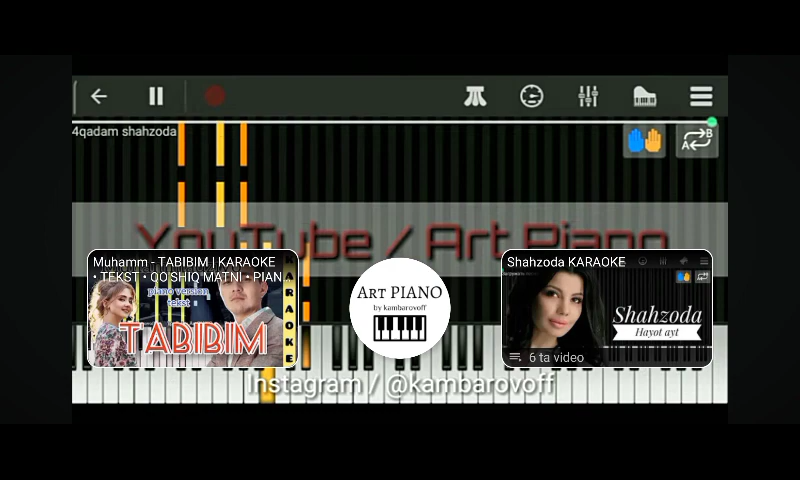 4qadam shahzoda
A B
YouTube / Art Piano
Muhamm - TABIBIM | KARAOKE
• TEKST • QO'SHIQ MATNI • PIAN...
piano version
tekst
TABIBIM
KARAOKE
ART PIANO
by kambarovoff
Shahzoda KARAOKE
Shahzoda
Hayot ayt
6 ta video
Instagram / @kambarovoff